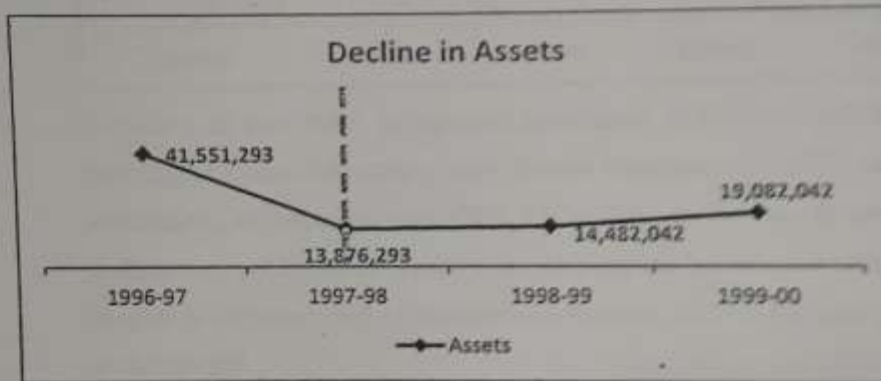 Decline in Assets
41,551,293
13,876,293
14,482,042
19,082,042
1996-97 1997-98 1998-99 1999-00
Assets